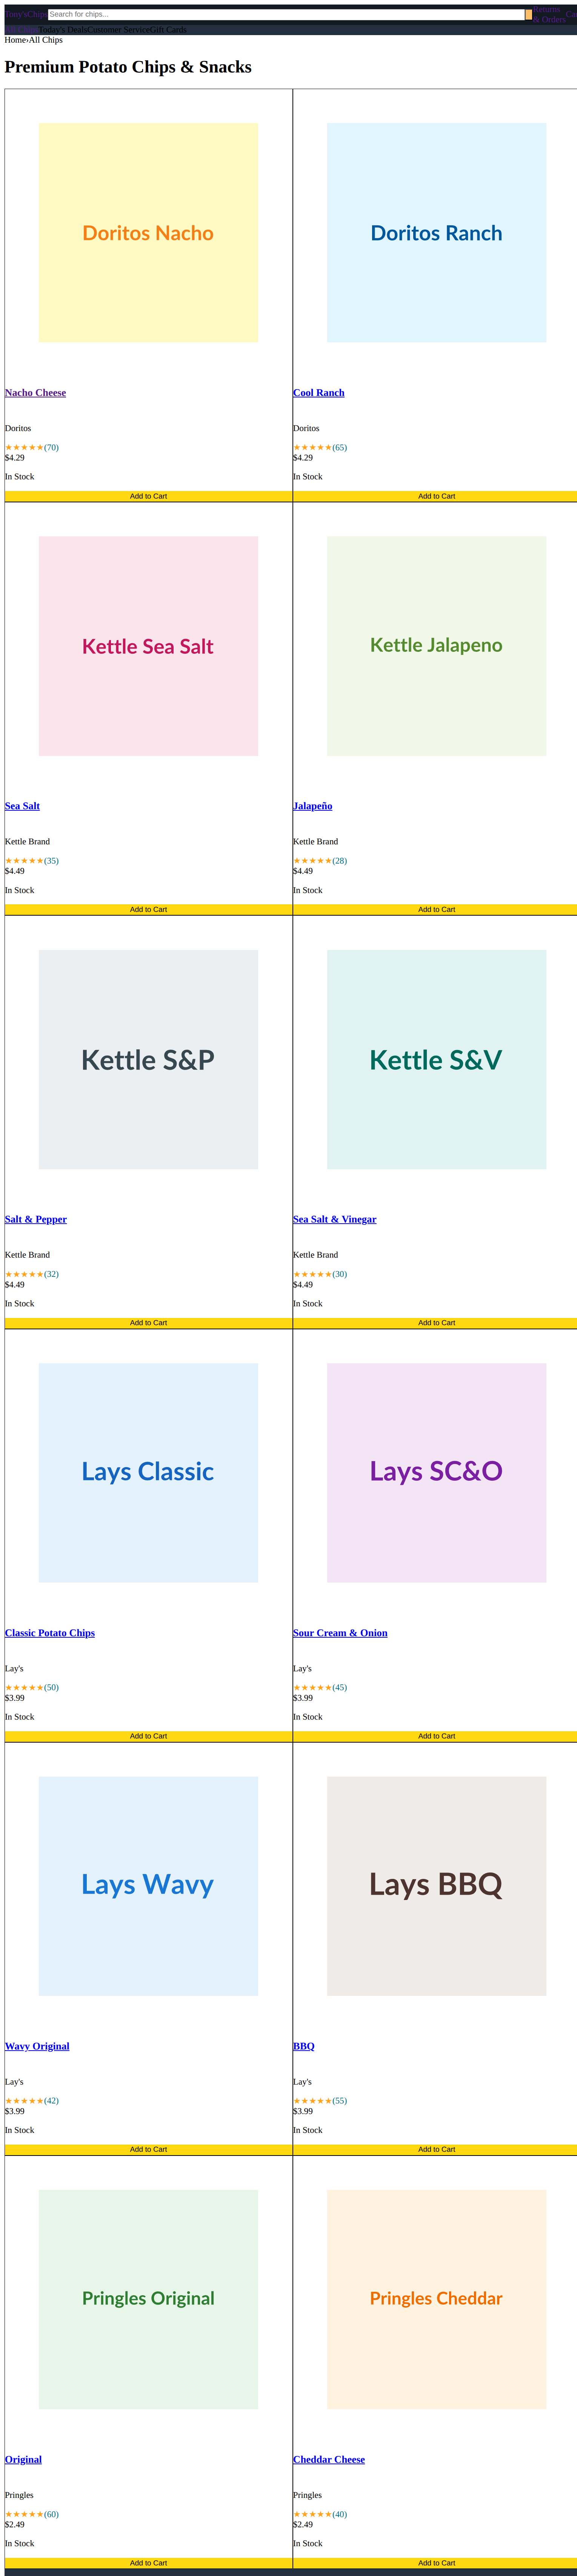 Tony'sChips Search for chips... Returns
& Orders
Today's DealsCustomer ServiceGift Cards
Home›All Chips
Premium Potato Chips & Snacks
Doritos Nacho
Doritos Ranch
Nacho Cheese
Cool Ranch
Doritos
Doritos
★★★★★(70)
★★★★★(65)
$4.29
$4.29
In Stock
In Stock
Add to Cart
Add to Cart
Kettle Sea Salt
Kettle Jalapeno
Sea Salt
Jalapeño
Kettle Brand
Kettle Brand
★★★★★(35)
★★★★★(28)
$4.49
$4.49
In Stock
In Stock
Add to Cart
Add to Cart
Kettle S&P
Kettle S&V
Salt & Pepper
Sea Salt & Vinegar
Kettle Brand
Kettle Brand
★★★★★(32)
★★★★★(30)
$4.49
$4.49
In Stock
In Stock
Add to Cart
Add to Cart
Lays Classic
Lays SC&O
Classic Potato Chips
Sour Cream & Onion
Lay's
Lay's
★★★★★(50)
★★★★★(45)
$3.99
$3.99
In Stock
In Stock
Add to Cart
Add to Cart
Lays Wavy
Lays BBQ
Wavy Original
BBQ
Lay's
Lay's
★★★★★(42)
★★★★★(55)
$3.99
$3.99
In Stock
In Stock
Add to Cart
Add to Cart
Pringles Original
Pringles Cheddar
Original
Cheddar Cheese
Pringles
Pringles
★★★★★(60)
★★★★★(40)
$2.49
$2.49
In Stock
In Stock
Add to Cart
Add to Cart